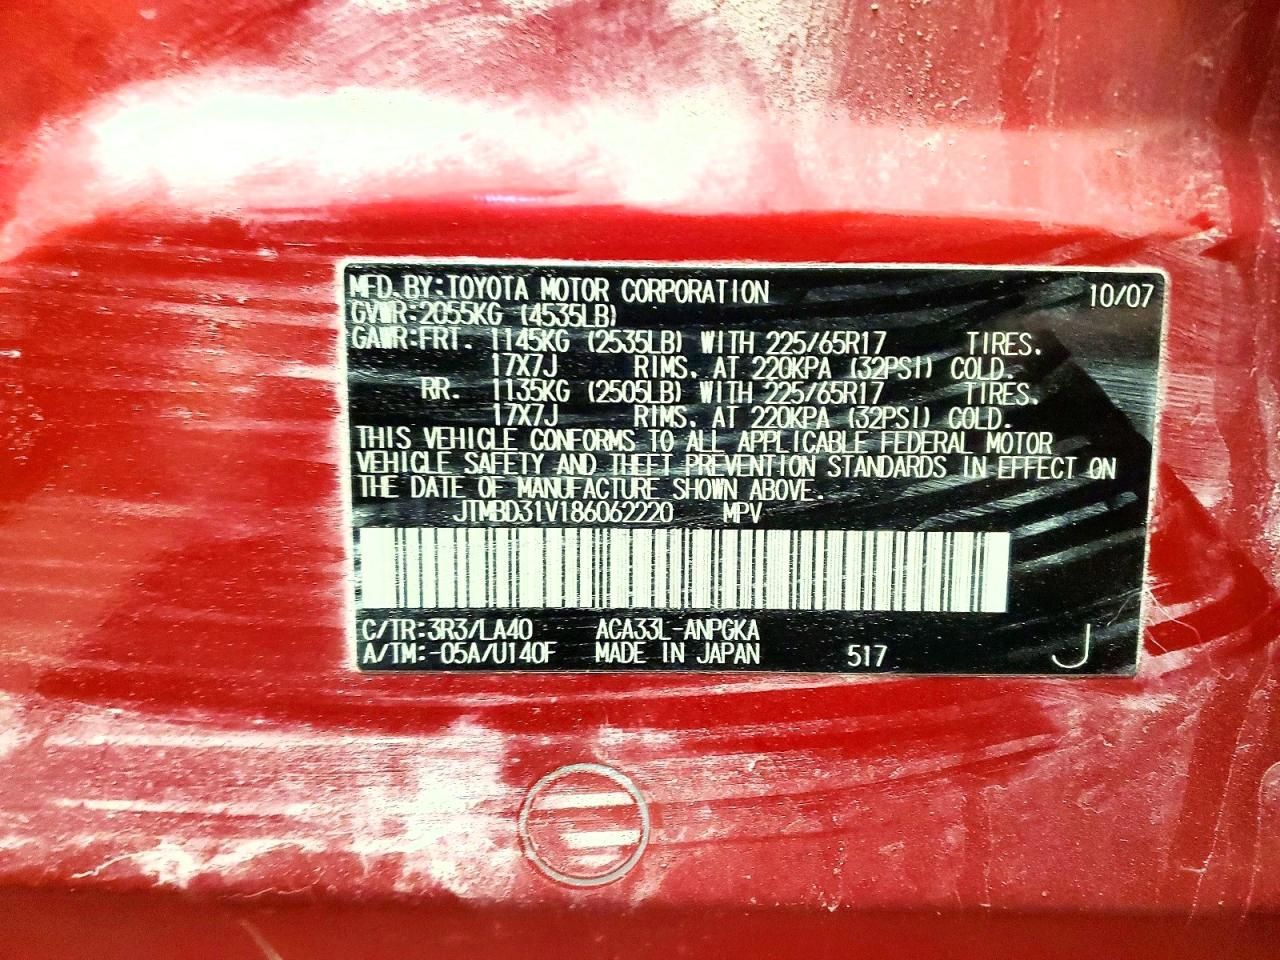 MFD. BY: TOYOTA MOTOR CORPORATION 10/07
GVWR: 2055KG (4535LB)
GAWR: FRT. 1145KG (2535LB) WITH 225/65R17 TIRES.
17X7J RIMS. AT 220KPA (32PSI) COLD.
RR. 1135KG (2505LB) WITH 225/65R17 TIRES.
17X7J RIMS. AT 220KPA (32PSI) COLD.
THIS VEHICLE CONFORMS TO ALL APPLICABLE FEDERAL MOTOR
VEHICLE SAFETY AND THEFT PREVENTION STANDARDS IN EFFECT ON
THE DATE OF MANUFACTURE SHOWN ABOVE.
JTMBD31V186062220 MPV
C/TR: 3R3/LA40 ACA33L-ANPGKA
A/TM: -05A/U140F MADE IN JAPAN 517 J